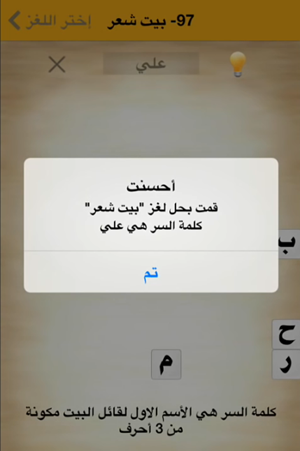 97- بيت شعر
إختر اللغز
علي
أحسنت
قمت بحل لغز "بيت شعر"
كلمة السر هي علي
تم
ب
ح
م
ر
كلمة السر هي الأسم الاول لقائل البيت مكونة
من 3 أحرف